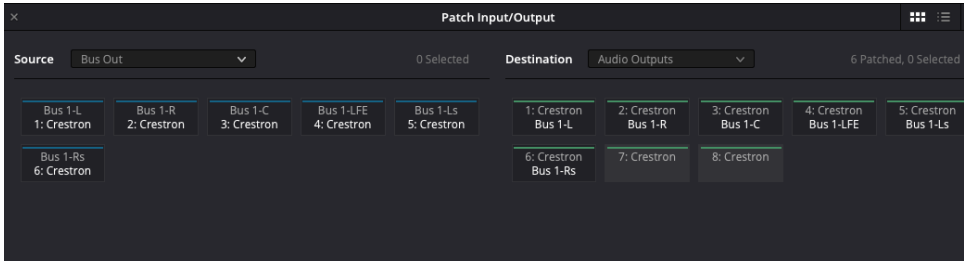 × Patch Input/Output
Source Bus Out 0 Selected
Destination Audio Outputs 6 Patched, 0 Selected
Bus 1-L
1: Crestron
Bus 1-R
2: Crestron
Bus 1-C
3: Crestron
Bus 1-LFE
4: Crestron
Bus 1-Ls
5: Crestron
Bus 1-Rs
6: Crestron
1: Crestron
Bus 1-L
2: Crestron
Bus 1-R
3: Crestron
Bus 1-C
4: Crestron
Bus 1-LFE
5: Crestron
Bus 1-Ls
6: Crestron
Bus 1-Rs
7: Crestron
8: Crestron